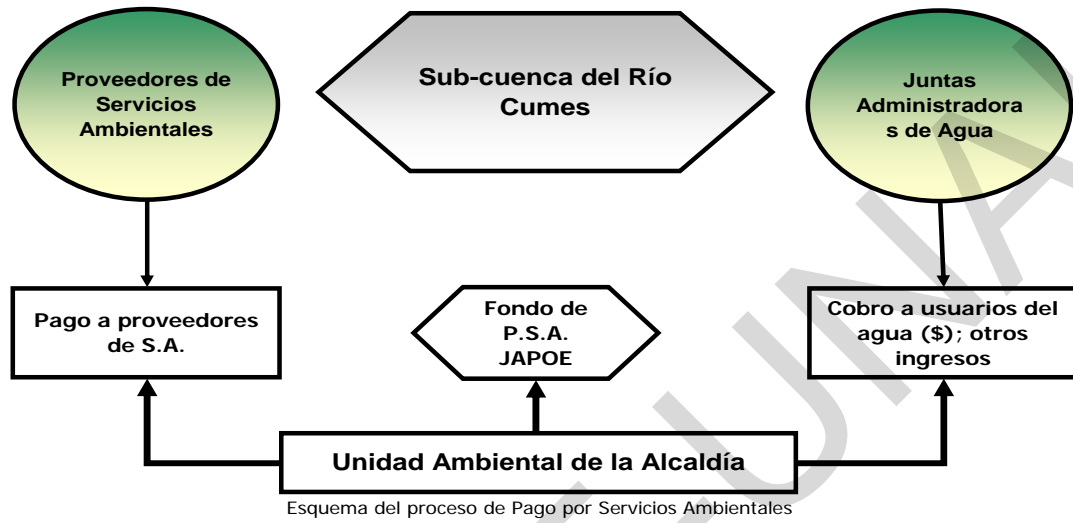 Proveedores de
Servicios
Ambientales
Sub-cuenca del Río
Cumes
Juntas
Administradora
s de Agua
Pago a proveedores
de S.A.
Fondo de
P.S.A.
JAPOE
Cobro a usuarios del
agua ($); otros
ingresos
Unidad Ambiental de la Alcaldía
Esquema del proceso de Pago por Servicios Ambientales